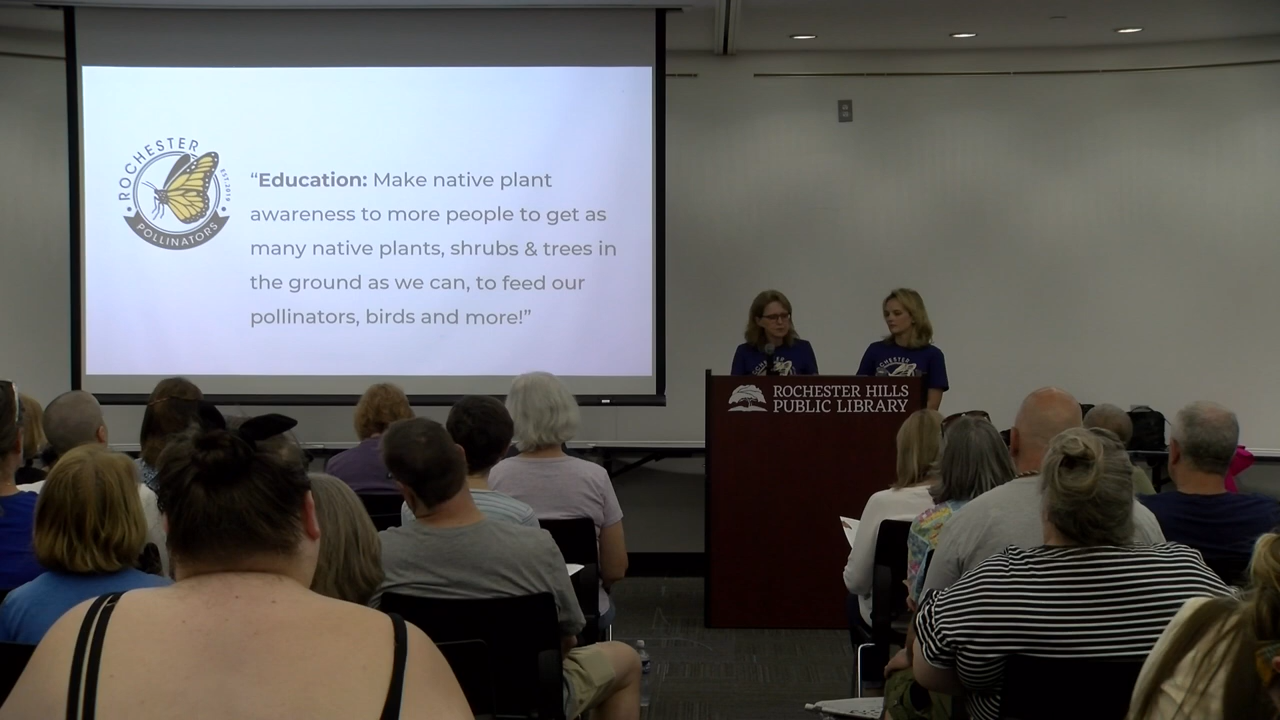 ROCHESTER
EST.2019
POLLINATORS
“Education: Make native plant
awareness to more people to get as
many native plants, shrubs & trees in
the ground as we can, to feed our
pollinators, birds and more!”
ROCHESTER HILLS
PUBLIC LIBRARY